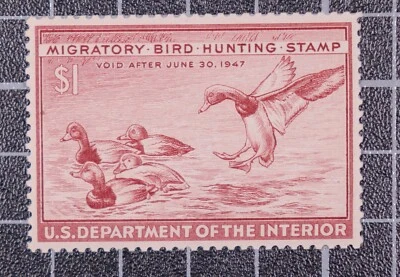 MIGRATORY·BIRD·HUNTING·STAMP
VOID AFTER JUNE 30, 1947
$1
U.S. DEPARTMENT OF THE INTERIOR